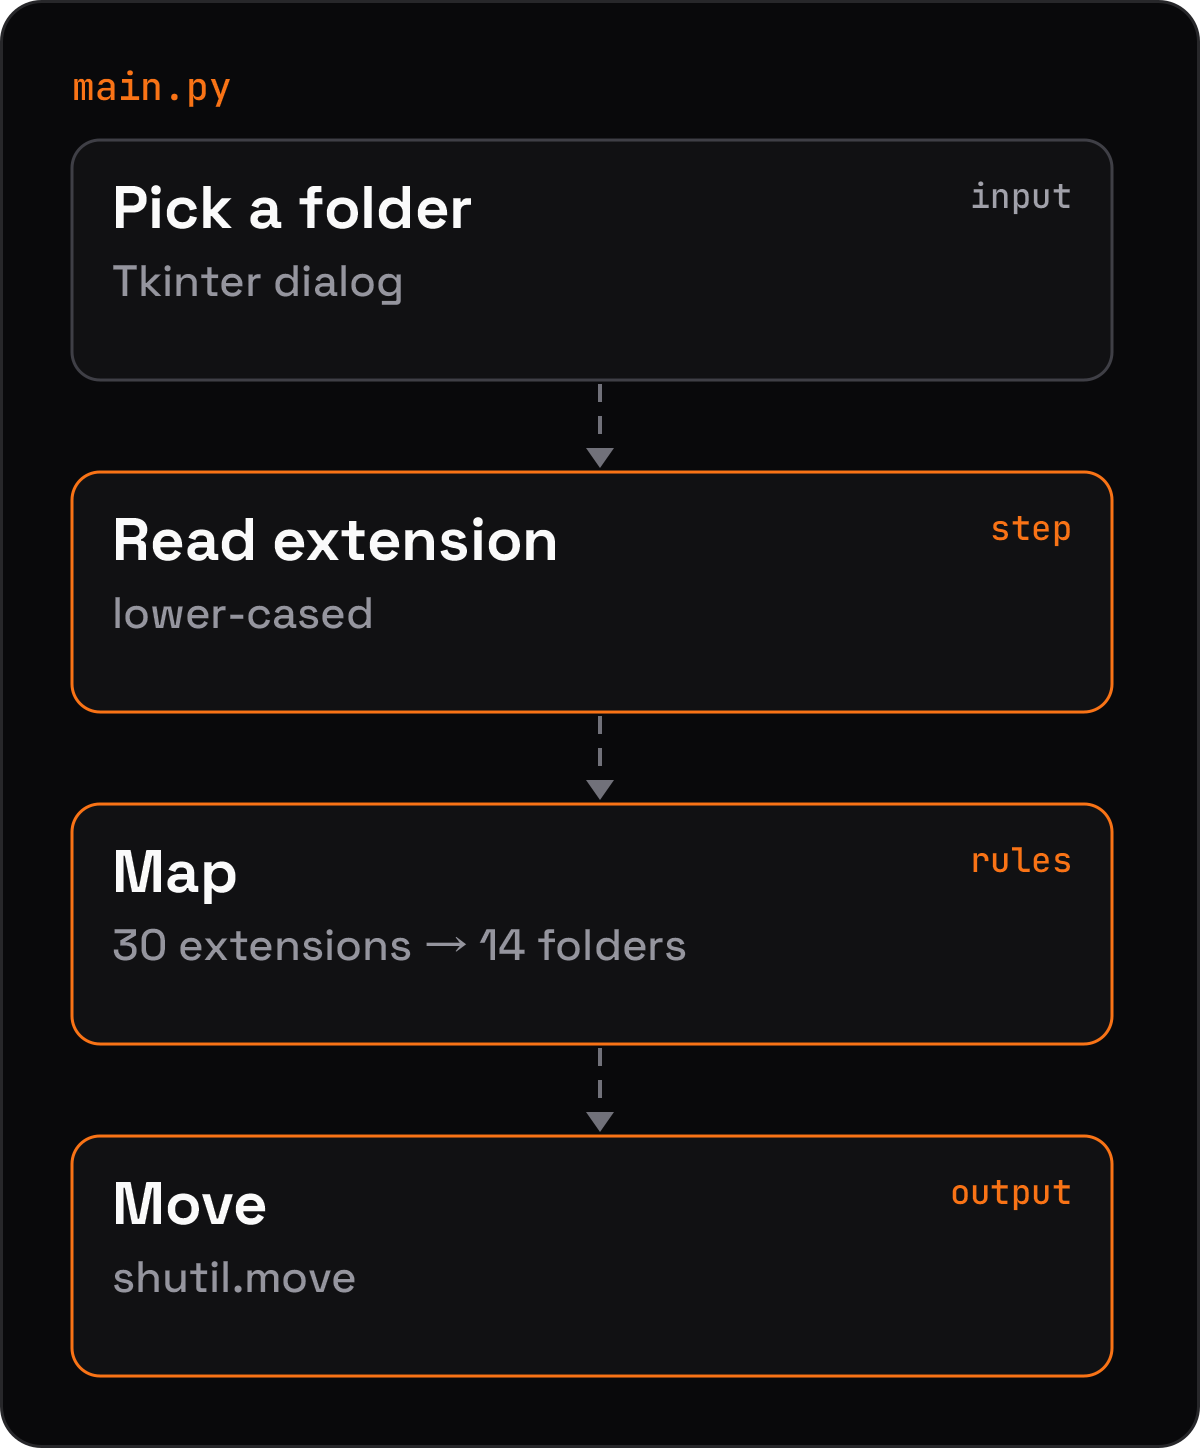 main.py
Pick a folder
input
Tkinter dialog
Read extension
step
lower-cased
Map
rules
30 extensions → 14 folders
Move
output
shutil.move